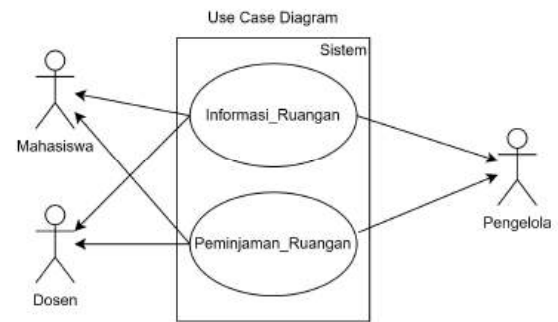 Use Case Diagram
Sistem
Informasi_Ruangan
Mahasiswa
Pengelola
Peminjaman_Ruangan
Dosen